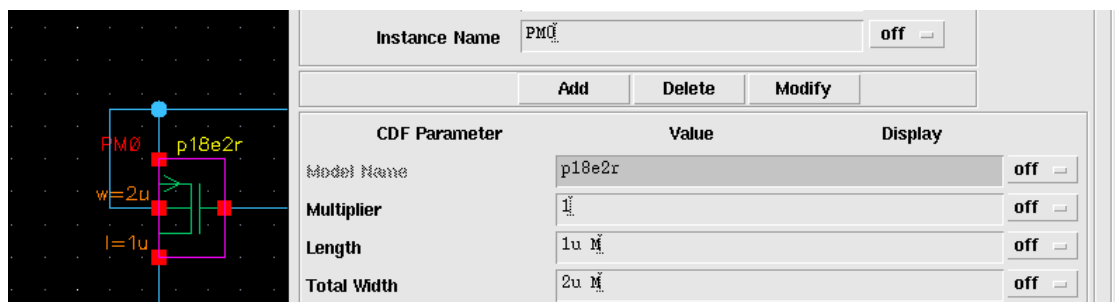 Instance Name PM0 off
Add Delete Modify
CDF Parameter Value Display
PMØ p18e2r
Model Name p18e2r off
w=2u
Multiplier 1 off
l=1u
Length 1u M off
Total Width 2u M off